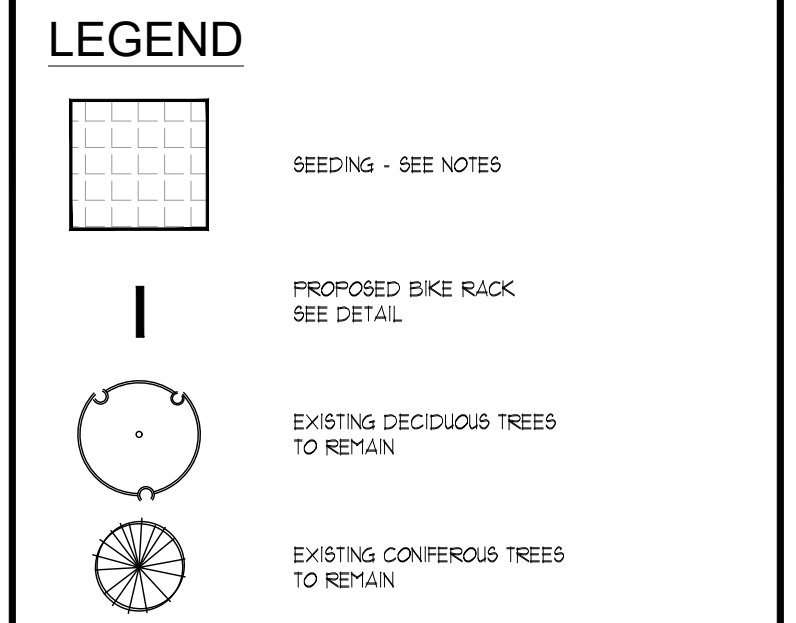 LEGEND
SEEDING - SEE NOTES
PROPOSED BIKE RACK
SEE DETAIL
EXISTING DECIDUOUS TREES
TO REMAIN
EXISTING CONIFEROUS TREES
TO REMAIN